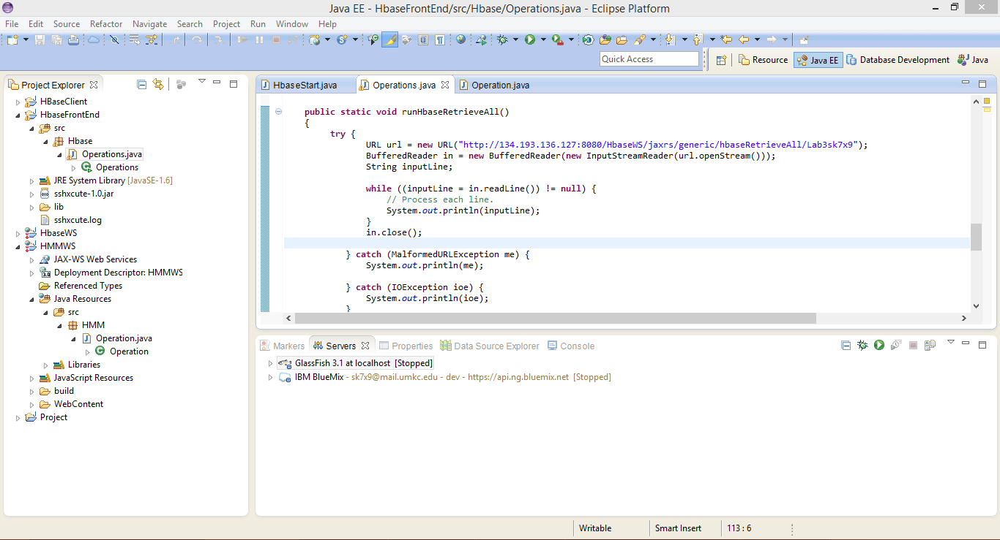 Java EE - HbaseFrontEnd/src/Hbase/Operations.java - Eclipse Platform
File Edit Source Refactor Navigate Search Project Run Window Help
Quick Access
Resource Java EE Database Development Java
Project Explorer
HBaseClient
HbaseFrontEnd
src
Hbase
Operations.java
Operations
JRE System Library [JavaSE-1.6]
sshxcute-1.0.jar
lib
sshxcute.log
HbaseWS
HMMWS
JAX-WS Web Services
Deployment Descriptor: HMMWS
Referenced Types
Java Resources
src
HMM
Operation.java
Operation
Libraries
JavaScript Resources
build
WebContent
Project
HbaseStart.java Operations.java Operation.java
public static void runHbaseRetrieveAll()
{
try {
URL url = new URL("http://134.193.136.127:8080/HbaseWS/jaxrs/generic/hbaseRetrieveAll/Lab3sk7x9");
BufferedReader in = new BufferedReader(new InputStreamReader(url.openStream()));
String inputLine;
while ((inputLine = in.readLine()) != null) {
// Process each line.
System.out.println(inputLine);
}
in.close();
} catch (MalformedURLException me) {
System.out.println(me);
} catch (IOException ioe) {
System.out.println(ioe);
}
Markers Servers Properties Data Source Explorer Console
GlassFish 3.1 at localhost [Stopped]
IBM BlueMix - sk7x9@mail.umkc.edu - dev - https://api.ng.bluemix.net [Stopped]
Writable Smart Insert 113 : 6